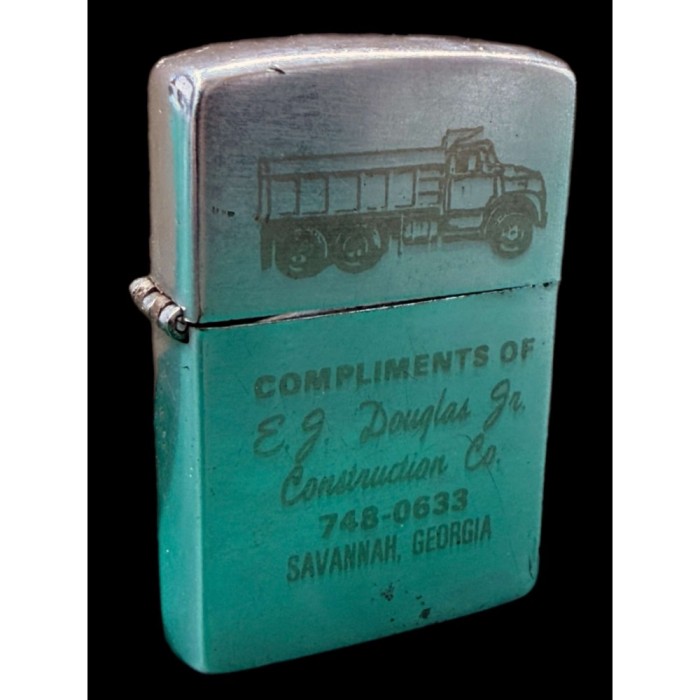 COMPLIMENTS OF
E. J. Douglas Jr.
Construction Co.
748-0633
SAVANNAH, GEORGIA